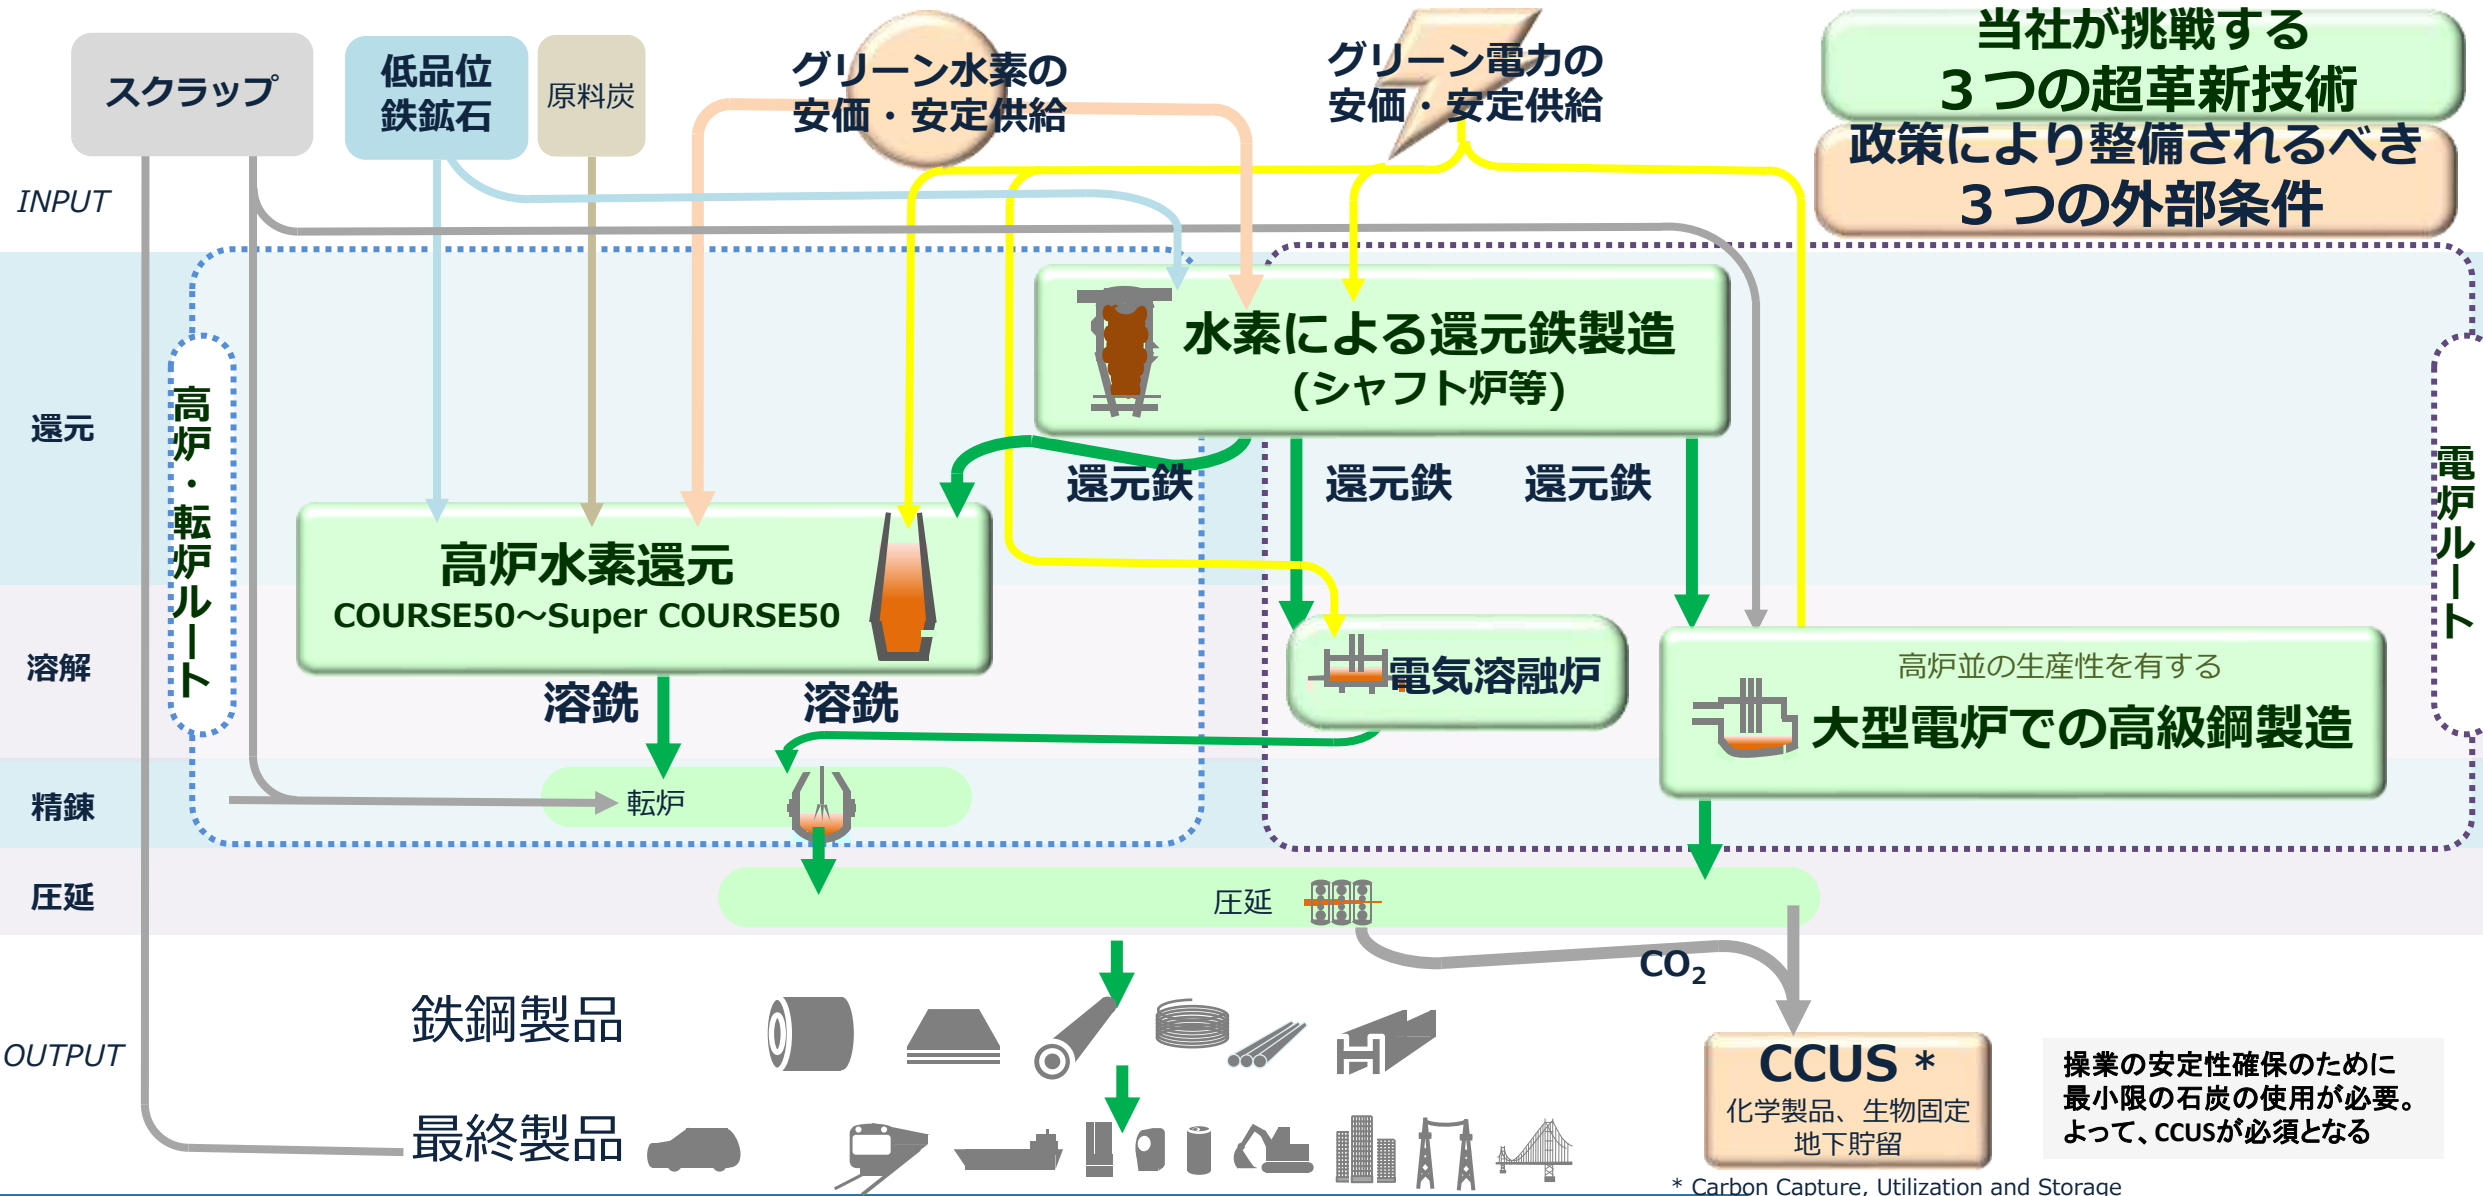 スクラップ
低品位
鉄鉱石
原料炭
グリーン水素の
安価・安定供給
グリーン電力の
安価・安定供給
当社が挑戦する
３つの超革新技術
政策により整備されるべき
３つの外部条件
INPUT
還元
溶解
精錬
圧延
OUTPUT
高炉・転炉ルート
電炉ルート
水素による還元鉄製造
(シャフト炉等)
還元鉄
還元鉄
還元鉄
高炉水素還元
COURSE50～Super COURSE50
電気溶融炉
高炉並の生産性を有する
大型電炉での高級鋼製造
溶銑
溶銑
転炉
圧延
CO₂
鉄鋼製品
最終製品
CCUS *
化学製品、生物固定
地下貯留
操業の安定性確保のために
最小限の石炭の使用が必要。
よって、CCUSが必須となる
* Carbon Capture, Utilization and Storage